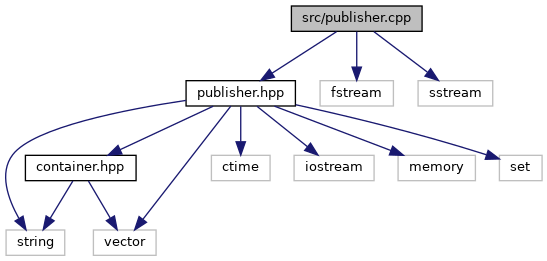 src/publisher.cpp
publisher.hpp
fstream
sstream
container.hpp
ctime
iostream
memory
set
string
vector